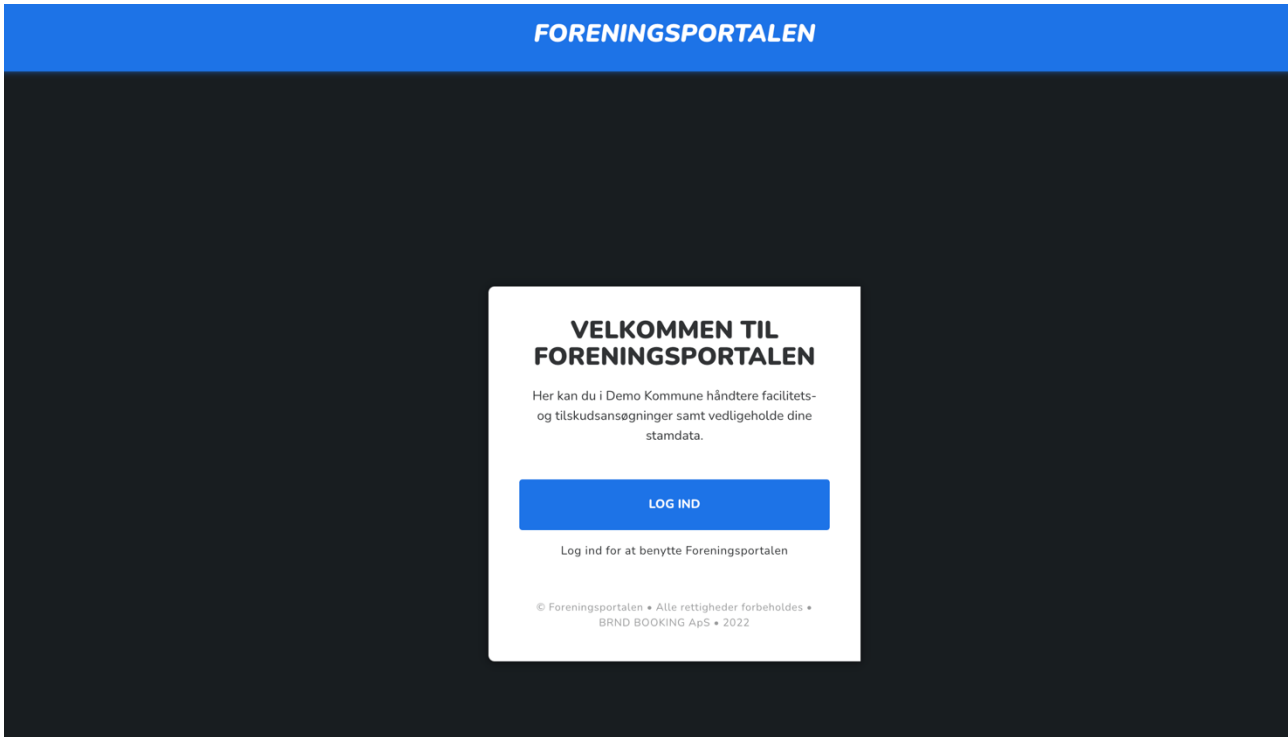 FORENINGSPORTALEN
VELKOMMEN TIL
FORENINGSPORTALEN
Her kan du i Demo Kommune håndtere facilitets-
og tilskudsansøgninger samt vedligeholde dine
stamdata.
LOG IND
Log ind for at benytte Foreningsportalen
© Foreningsportalen • Alle rettigheder forbeholdes •
BRND BOOKING ApS • 2022